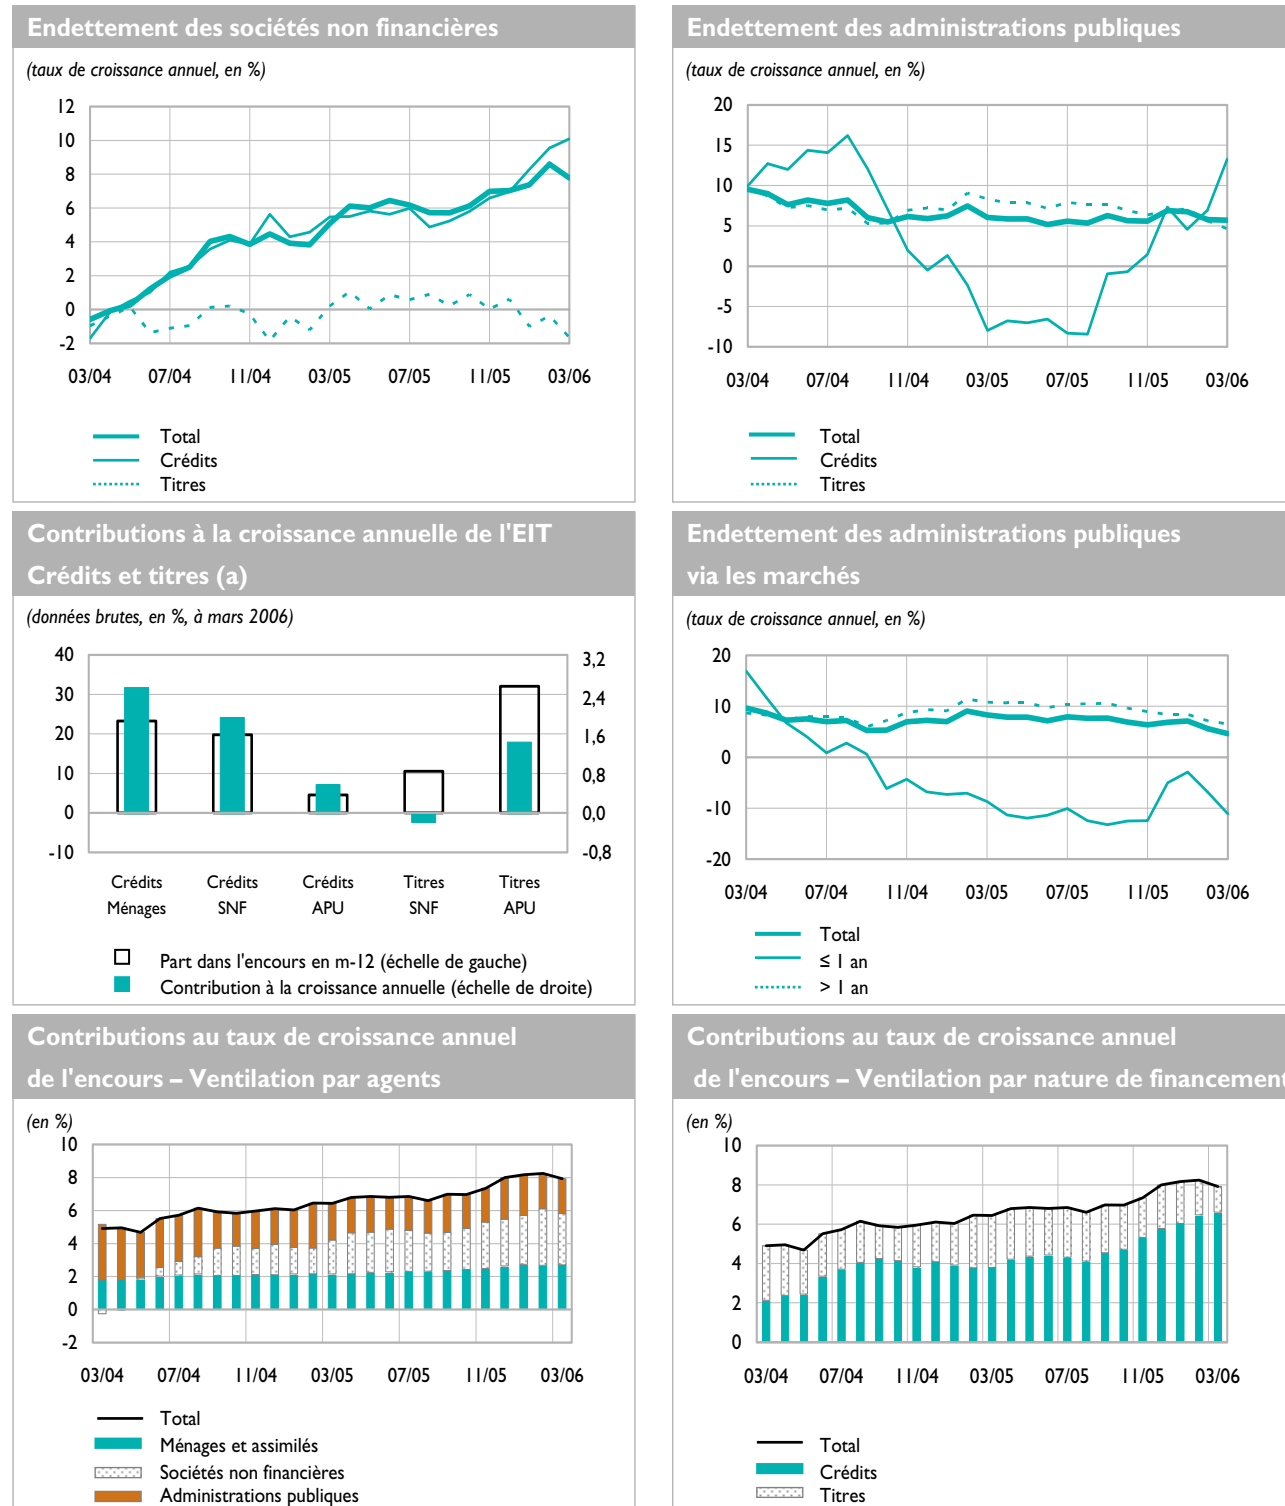 Endettement des sociétés non financières
(taux de croissance annuel, en %)
12
10
8
6
4
2
0
-2
03/04 07/04 11/04 03/05 07/05 11/05 03/06
Total
Crédits
Titres
Endettement des administrations publiques
(taux de croissance annuel, en %)
20
15
10
5
0
-5
-10
03/04 07/04 11/04 03/05 07/05 11/05 03/06
Total
Crédits
Titres
Contributions à la croissance annuelle de l'EIT
Crédits et titres (a)
(données brutes, en %, à mars 2006)
40
30
20
10
0
-10
3,2
2,4
1,6
0,8
0,0
-0,8
Crédits Crédits Crédits Titres Titres
Ménages SNF APU SNF APU
Part dans l'encours en m-12 (échelle de gauche)
Contribution à la croissance annuelle (échelle de droite)
Endettement des administrations publiques
via les marchés
(taux de croissance annuel, en %)
20
10
0
-10
-20
03/04 07/04 11/04 03/05 07/05 11/05 03/06
Total
≤ 1 an
> 1 an
Contributions au taux de croissance annuel
de l'encours – Ventilation par agents
(en %)
10
8
6
4
2
0
-2
03/04 07/04 11/04 03/05 07/05 11/05 03/06
Total
Ménages et assimilés
Sociétés non financières
Administrations publiques
Contributions au taux de croissance annuel
de l'encours – Ventilation par nature de financement
(en %)
10
8
6
4
2
0
03/04 07/04 11/04 03/05 07/05 11/05 03/06
Total
Crédits
Titres